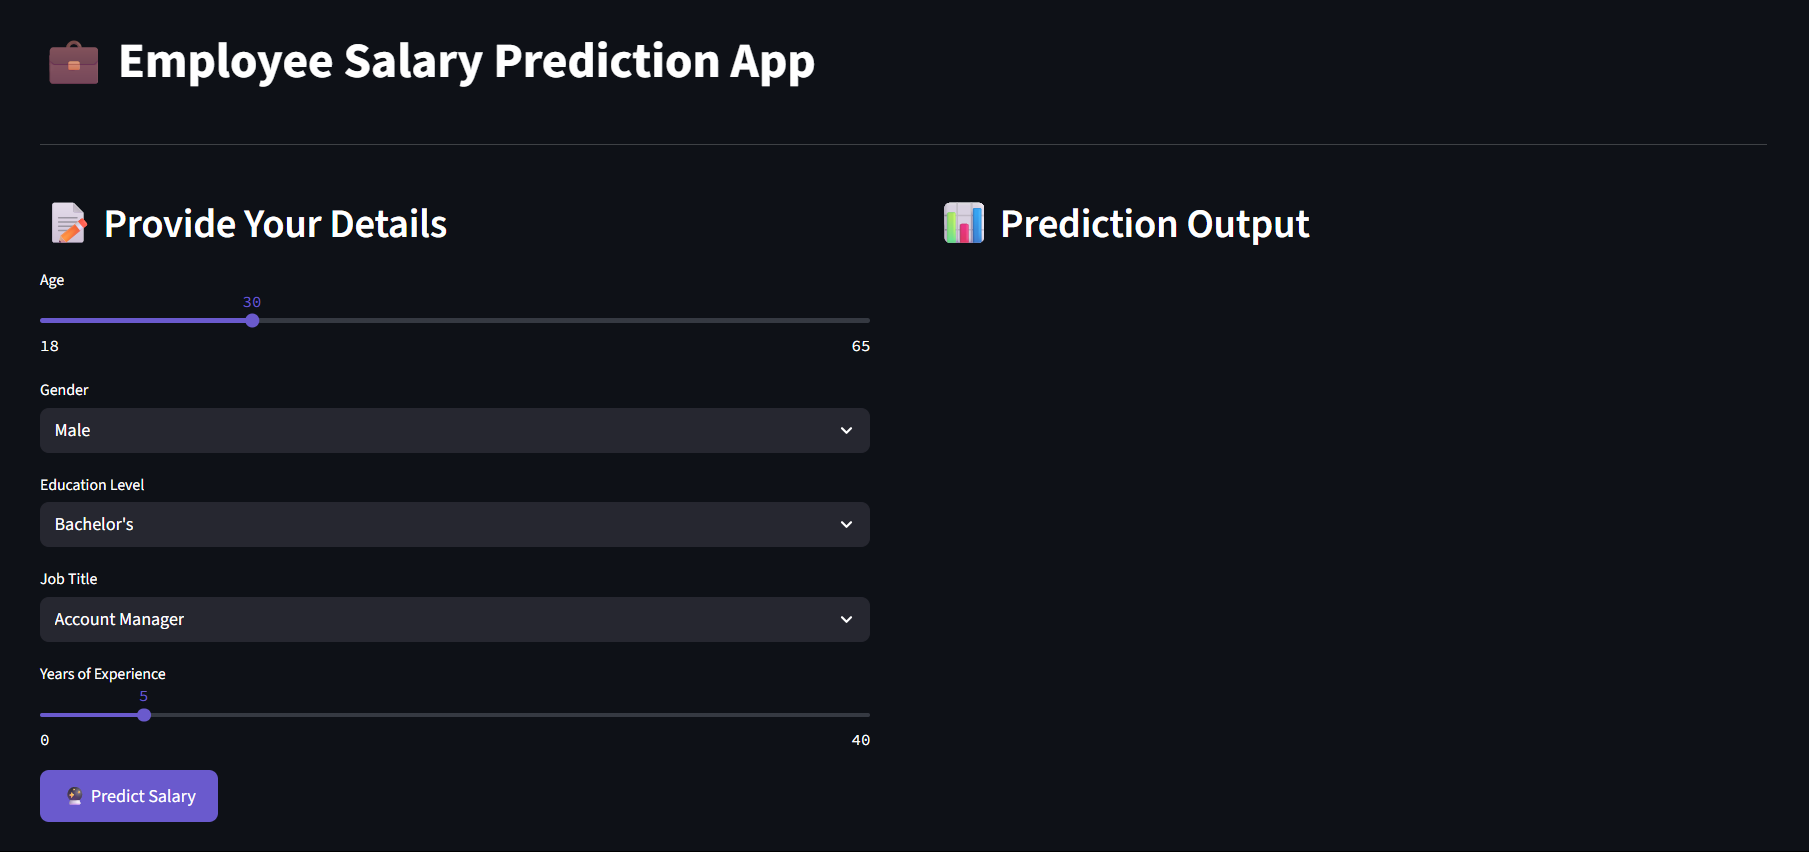 Employee Salary Prediction App
Provide Your Details
Age
30
18 65
Gender
Male
Education Level
Bachelor's
Job Title
Account Manager
Years of Experience
5
0 40
Predict Salary
Prediction Output